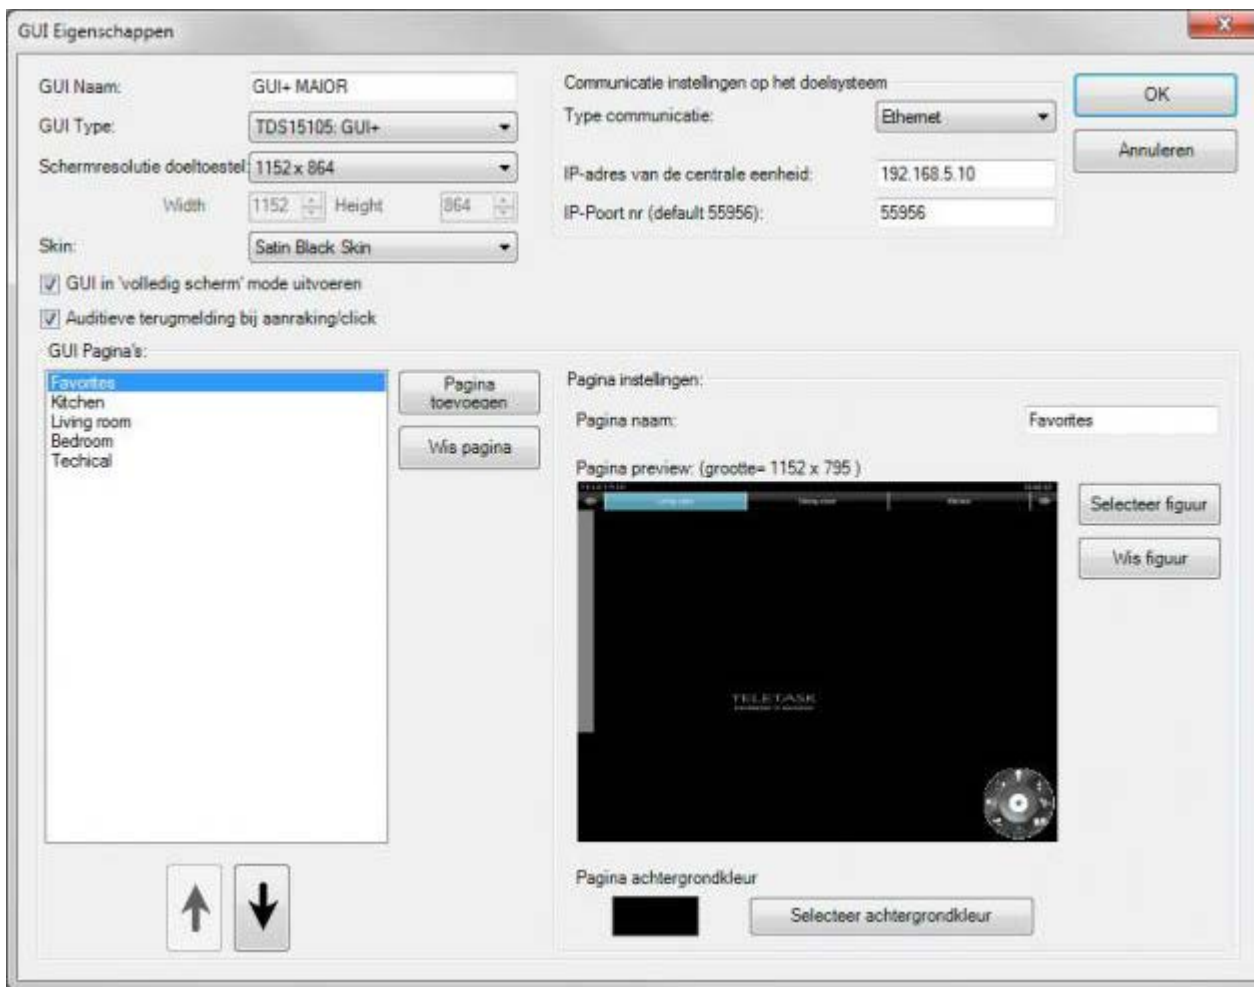 GUI Eigenschappen
GUI Naam: GUI+ MAIOR
GUI Type: TDS15105: GUI+
Schermresolutie doeltoestel: 1152 x 864
Width 1152 Height 864
Skin: Satin Black Skin
GUI in 'volledig scherm' mode uitvoeren
Auditieve terugmelding bij aanraking/click
Communicatie instellingen op het doelsysteem
Type communicatie: Ethernet
IP-adres van de centrale eenheid: 192.168.5.10
IP-Poort nr (default 55956): 55956
OK
Annuleren
GUI Pagina's:
Favorites
Kitchen
Living room
Bedroom
Techical
Pagina toevoegen
Wis pagina
Pagina instellingen:
Pagina naam: Favorites
Pagina preview: (grootte= 1152 x 795 )
TELETASK
TELETASK
Selecteer figuur
Wis figuur
Pagina achtergrondkleur
Selecteer achtergrondkleur